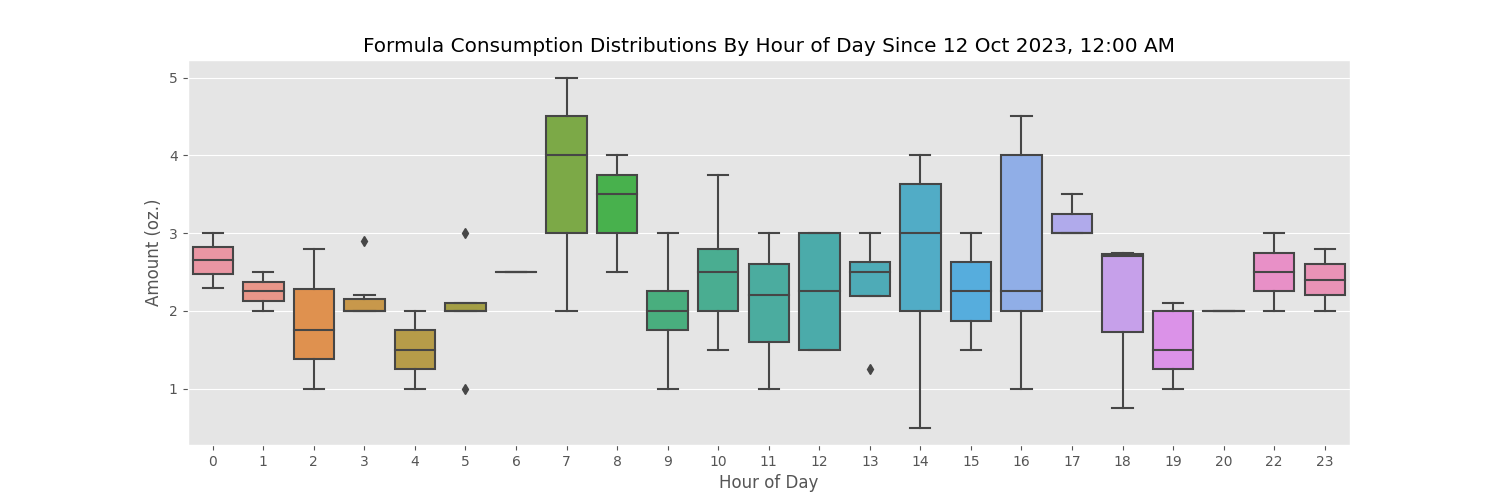 Formula Consumption Distributions By Hour of Day Since 12 Oct 2023, 12:00 AM
Amount (oz.)
5
4
3
2
1
0 1 2 3 4 5 6 7 8 9 10 11 12 13 14 15 16 17 18 19 20 22 23
Hour of Day